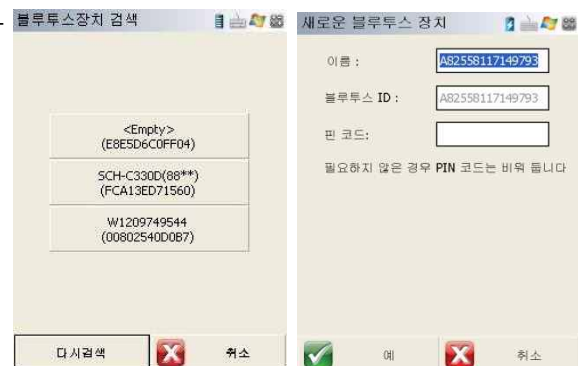 블루투스장치 검색
<Empty>
(E8E5D6C0FF04)
SCH-C330D(88**)
(FCA13ED71560)
W1209749544
(00802540D0B7)
다시검색
취소
새로운 블루투스 장치
이름 :
A82558117149793
블루투스 ID :
A82558117149793
핀 코드:
필요하지 않은 경우 PIN 코드는 비워 둡니다
예
취소